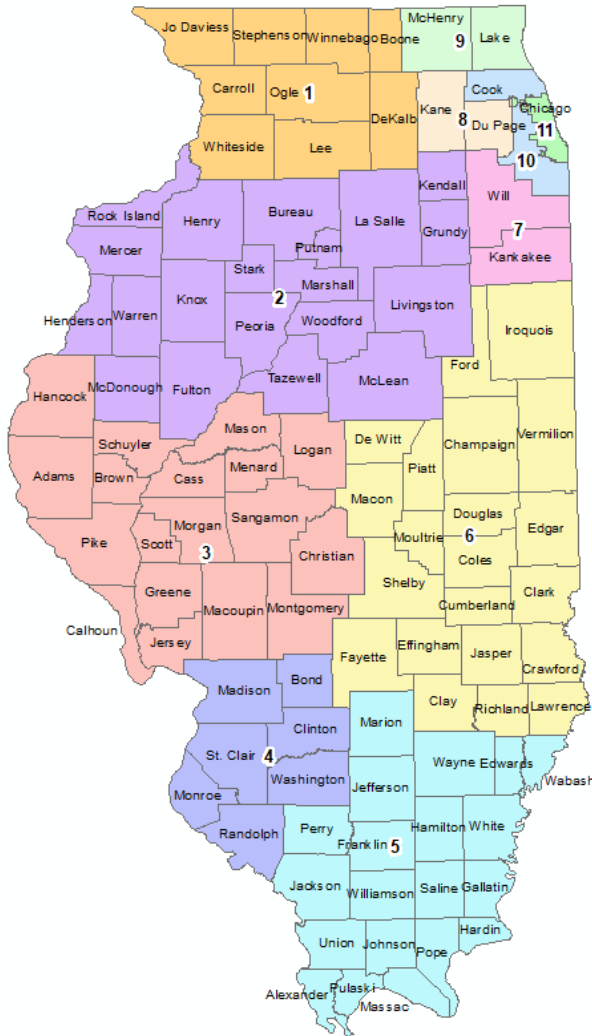 McHenry
Jo Daviess Stephenson Winnebago Boone 9 Lake
Carroll Ogle 1 Cook
Kane 8 Chicago
DeKalb Du Page 11
Whiteside Lee 10
Kendall Will
Rock Island Henry Bureau La Salle
Mercer Putnam Grundy 7
Stark Kankakee
Marshall
Henderson Warren Knox 2 Livingston
Peoria Woodford Iroquois
Ford
McDonough Fulton Tazewell McLean
Hancock
Mason
Schuyler Logan De Witt Champaign Vermilion
Adams Brown Cass Menard Piatt
Macon
Morgan Sangamon Douglas Edgar
Pike Scott 3 Christian Moultrie 6
Coles
Shelby
Greene Clark
Macoupin Montgomery Cumberland
Calhoun
Jersey Fayette Effingham Jasper
Crawford
Madison Bond
Clay Richland Lawrence
Clinton Marion
St. Clair 4 Wayne Edwards
Washington Jefferson Wabash
Monroe
Randolph Perry Hamilton White
Franklin 5
Jackson Williamson Saline Gallatin
Hardin
Union Johnson Pope
Alexander Pulaski
Massac